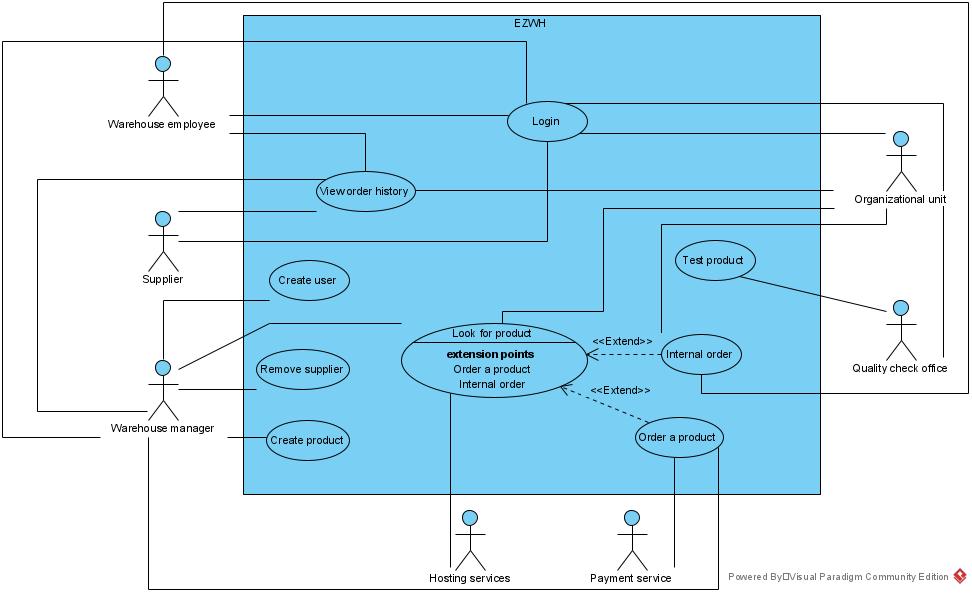 EZWH
Warehouse employee
Login
View order history
Organizational unit
Supplier
Create user
Test product
Look for product
extension points
Order a product
Internal order
<<Extend>>
Internal order
Remove supplier
Quality check office
<<Extend>>
Warehouse manager
Create product
Order a product
Hosting services
Payment service
Powered By Visual Paradigm Community Edition